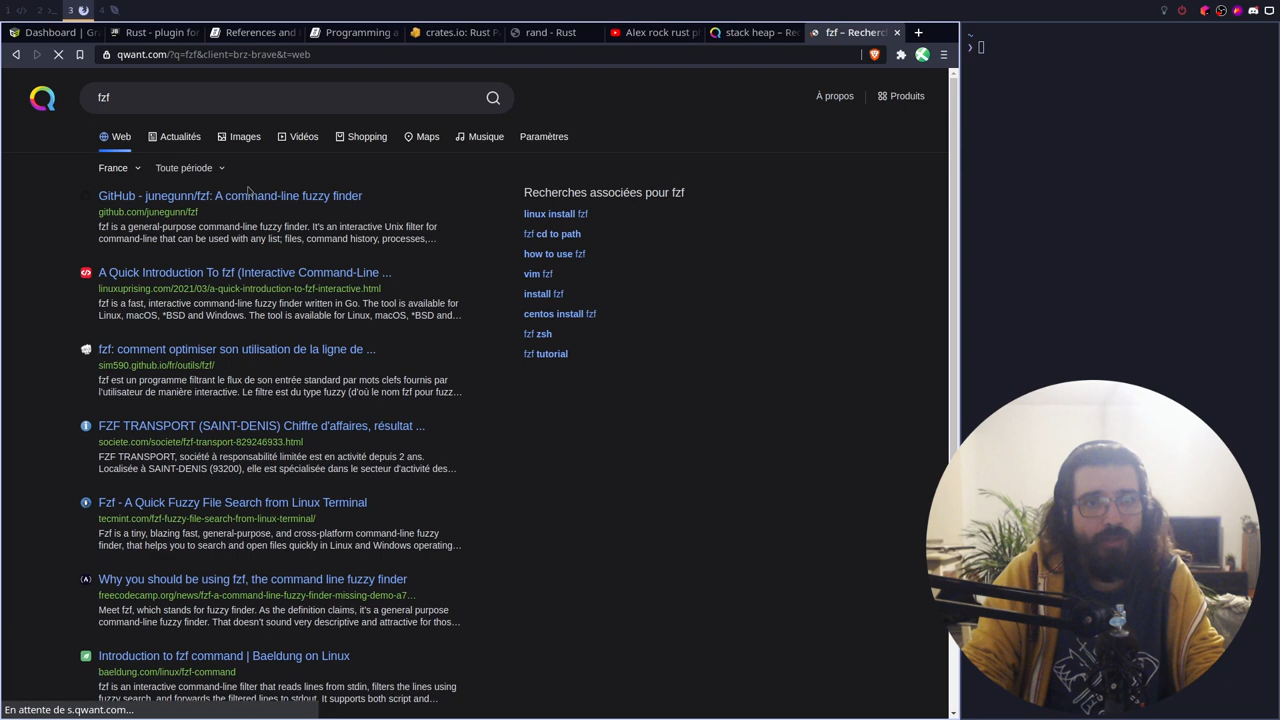 1 </>
2 >_
3
4
Dashboard | Gr
Rust - plugin for
References and
Programming a
crates.io: Rust P
rand - Rust
Alex rock rust pl
stack heap – Rec
fzf – Recherc
qwant.com/?q=fzf&client=brz-brave&t=web
fzf
À propos
Produits
Web
Actualités
Images
Vidéos
Shopping
Maps
Musique
Paramètres
France
Toute période
GitHub - junegunn/fzf: A command-line fuzzy finder
github.com/junegunn/fzf
fzf is a general-purpose command-line fuzzy finder. It's an interactive Unix filter for
command-line that can be used with any list; files, command history, processes,…
A Quick Introduction To fzf (Interactive Command-Line ...
linuxuprising.com/2021/03/a-quick-introduction-to-fzf-interactive.html
fzf is a fast, interactive command-line fuzzy finder written in Go. The tool is available for
Linux, macOS, *BSD and Windows. The tool is available for Linux, macOS, *BSD and…
fzf: comment optimiser son utilisation de la ligne de ...
sim590.github.io/fr/outils/fzf/
fzf est un programme filtrant le flux de son entrée standard par mots clefs fournis par
l'utilisateur de manière interactive. Le filtre est du type fuzzy (d'où le nom fzf pour fuzz…
FZF TRANSPORT (SAINT-DENIS) Chiffre d'affaires, résultat ...
societe.com/societe/fzf-transport-829246933.html
FZF TRANSPORT, société à responsabilité limitée est en activité depuis 2 ans.
Localisée à SAINT-DENIS (93200), elle est spécialisée dans le secteur d'activité des…
Fzf - A Quick Fuzzy File Search from Linux Terminal
tecmint.com/fzf-fuzzy-file-search-from-linux-terminal/
Fzf is a tiny, blazing fast, general-purpose, and cross-platform command-line fuzzy
finder, that helps you to search and open files quickly in Linux and Windows operating…
Why you should be using fzf, the command line fuzzy finder
freecodecamp.org/news/fzf-a-command-line-fuzzy-finder-missing-demo-a7…
Meet fzf, which stands for fuzzy finder. As the definition claims, it's a general purpose
command-line fuzzy finder. That doesn't sound very descriptive and attractive for thos…
Introduction to fzf command | Baeldung on Linux
baeldung.com/linux/fzf-command
fzf is an interactive command-line filter that reads lines from stdin, filters the lines using
fuzzy search, and forwards the filtered lines to stdout. It supports both script and…
Recherches associées pour fzf
linux install fzf
fzf cd to path
how to use fzf
vim fzf
install fzf
centos install fzf
fzf zsh
fzf tutorial
En attente de s.qwant.com...
~
❯